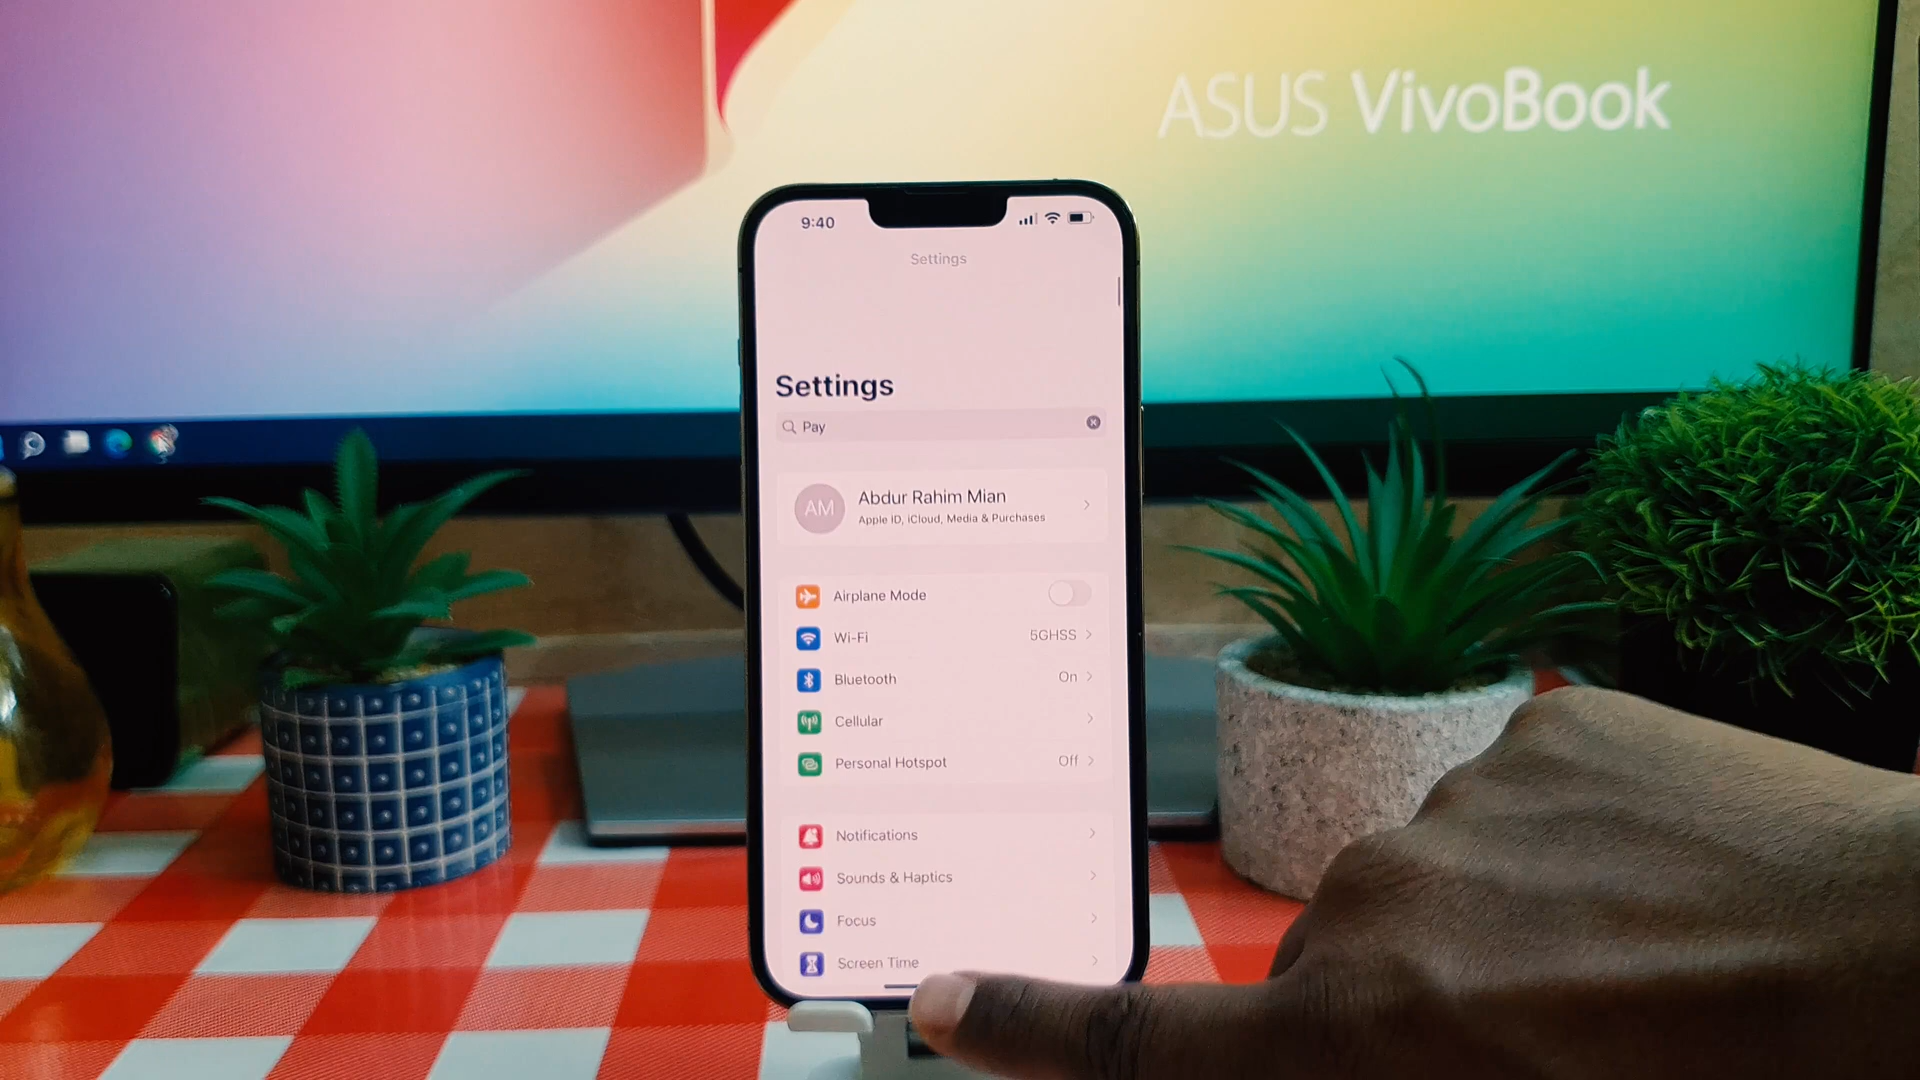 ASUS VivoBook
9:40
Settings
Settings
Pay
AM
Abdur Rahim Mian
Apple ID, iCloud, Media & Purchases
Airplane Mode
Wi-Fi 5GHSS
Bluetooth On
Cellular
Personal Hotspot Off
Notifications
Sounds & Haptics
Focus
Screen Time